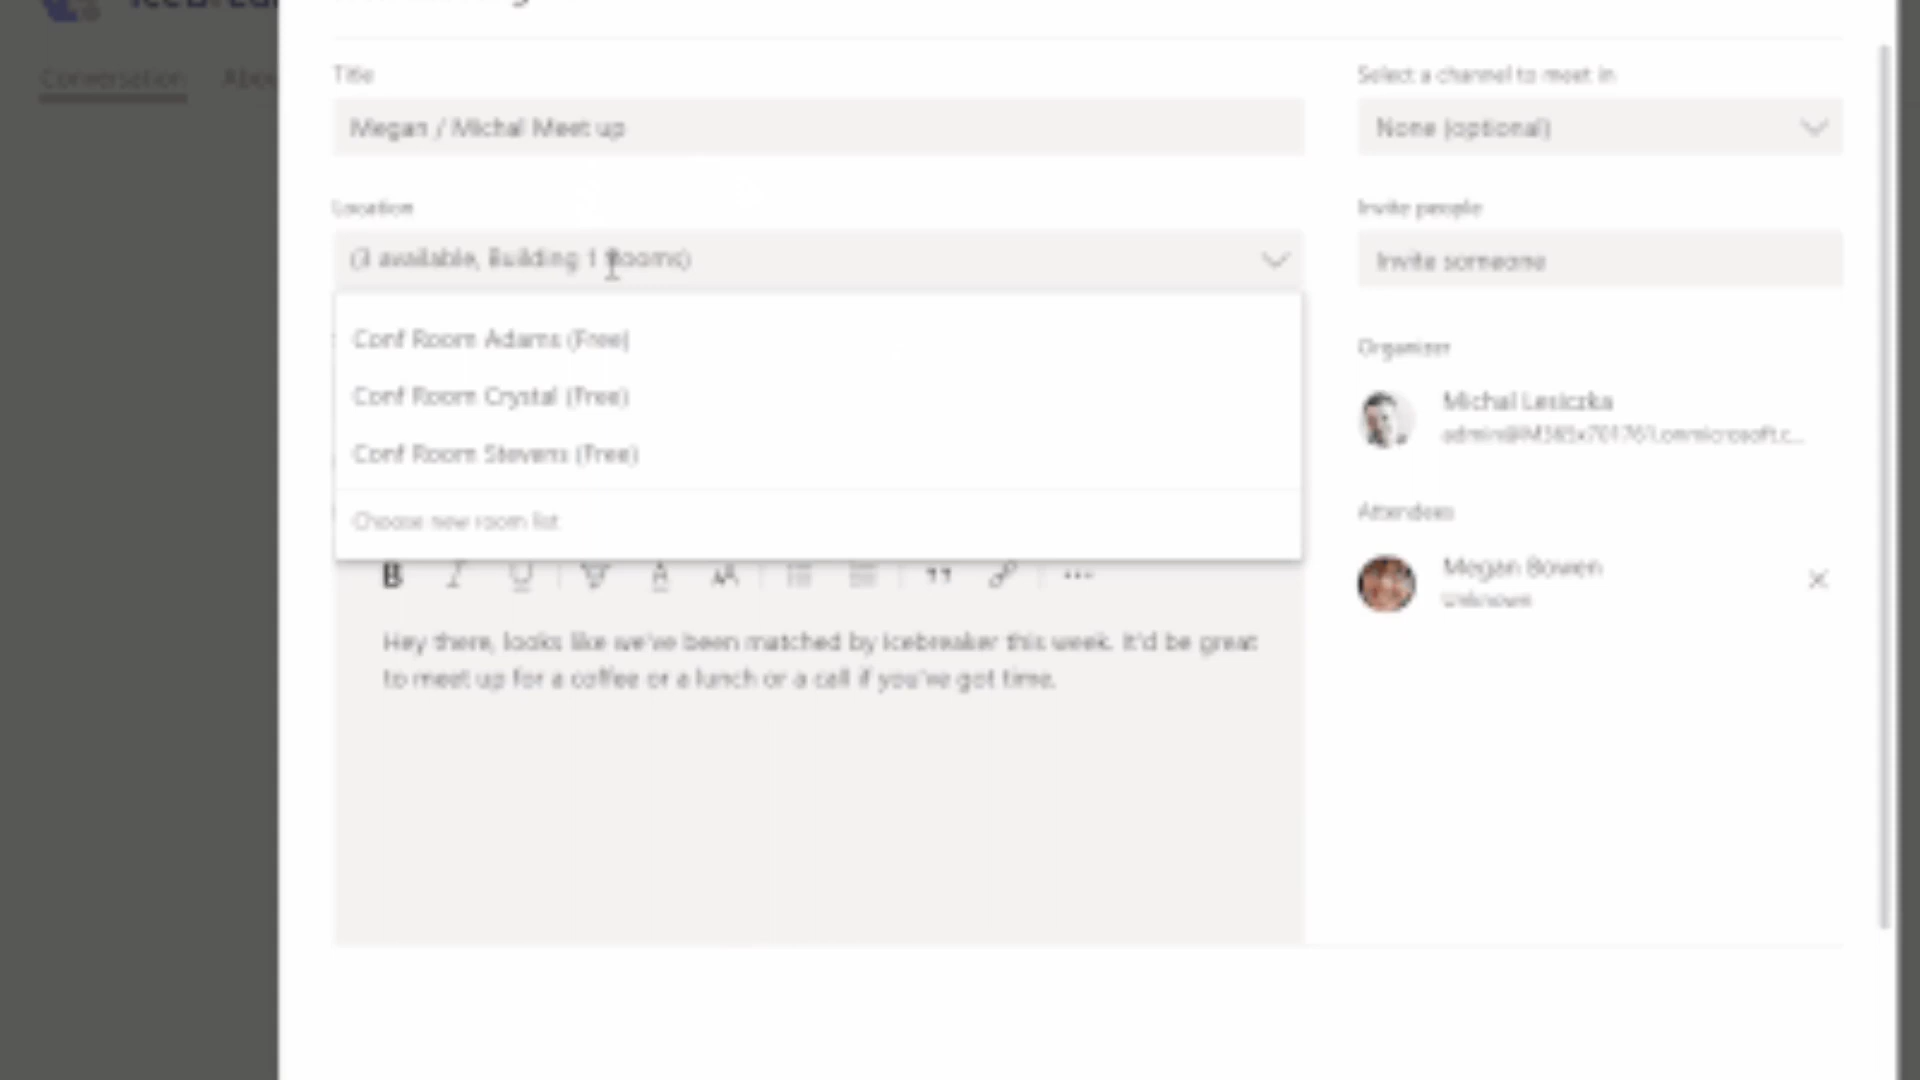 Conversation
Title
Megan / Michal Meet up
Select a channel to meet in
None (optional)
Location
(3 available, Building 1 Rooms)
Invite people
Invite someone
Conf Room Adams (Free)
Conf Room Crystal (Free)
Conf Room Stevens (Free)
Choose new room list
Organizer
Michal Lesiczka
Attendees
Megan Bowen
Unknown
B I U A AA
Hey there, looks like we've been matched by Icebreaker this week. It'd be great
to meet up for a coffee or a lunch or a call if you've got time.